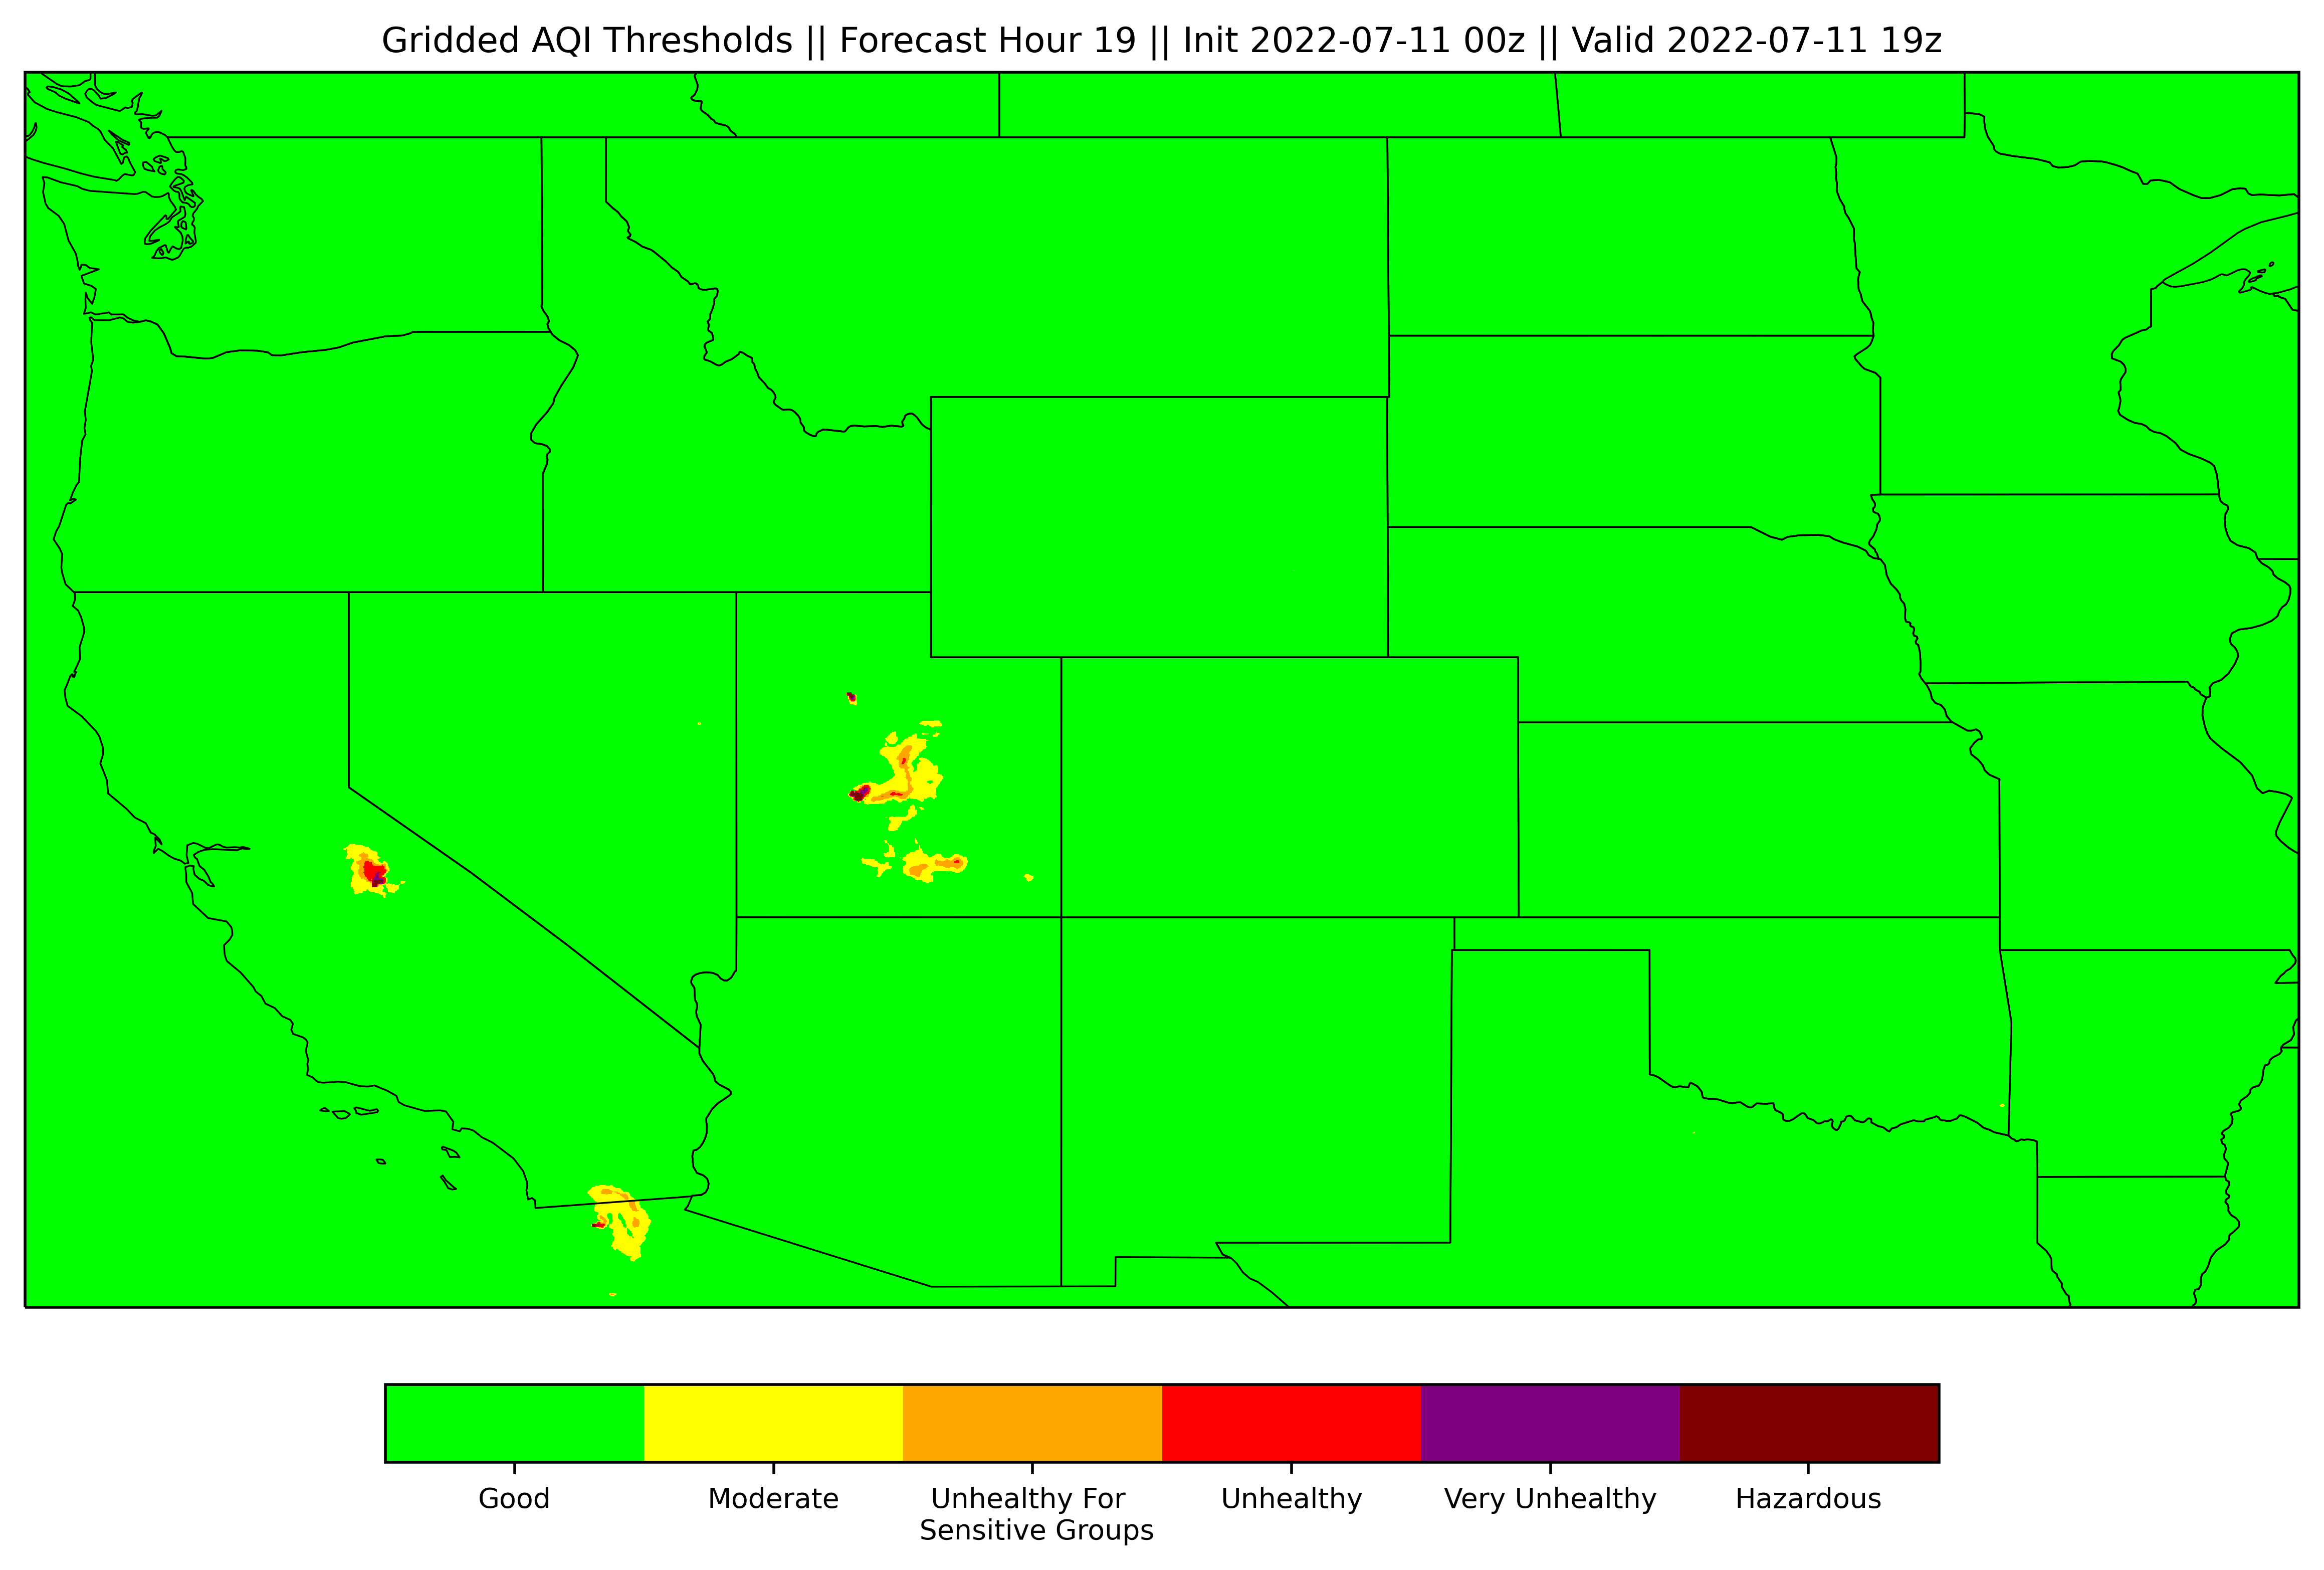 Gridded AQI Thresholds || Forecast Hour 19 || Init 2022-07-11 00z || Valid 2022-07-11 19z
Good
Moderate
Unhealthy For
Sensitive Groups
Unhealthy
Very Unhealthy
Hazardous